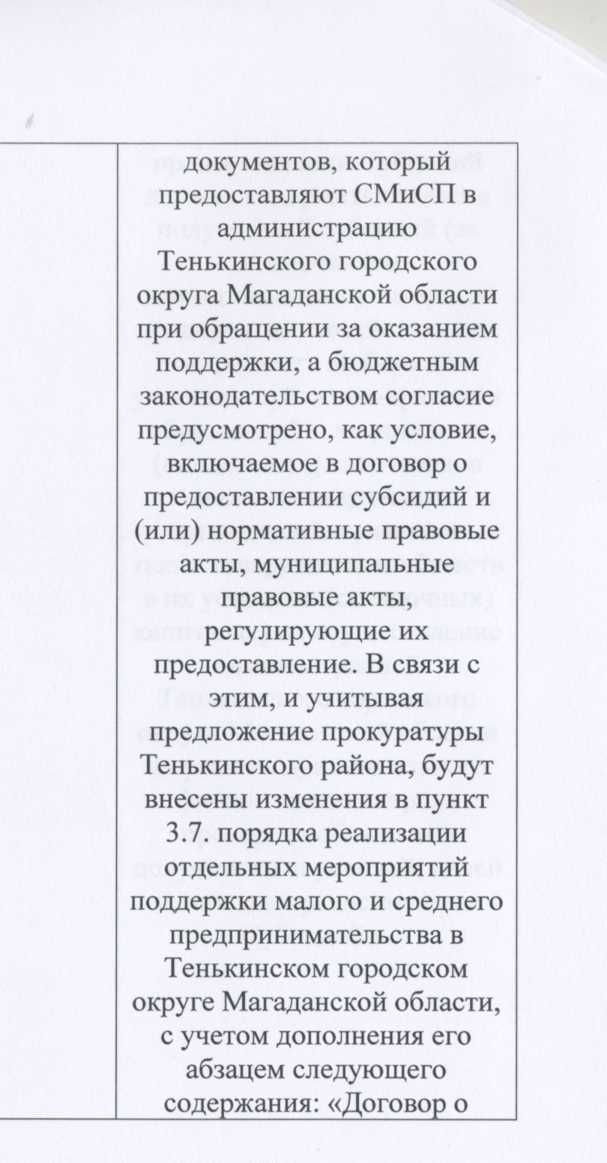 документов, который
предоставляют СМиСП в
администрацию
Тенькинского городского
округа Магаданской области
при обращении за оказанием
поддержки, а бюджетным
законодательством согласие
предусмотрено, как условие,
включаемое в договор о
предоставлении субсидий и
(или) нормативные правовые
акты, муниципальные
правовые акты,
регулирующие их
предоставление. В связи с
этим, и учитывая
предложение прокуратуры
Тенькинского района, будут
внесены изменения в пункт
3.7. порядка реализации
отдельных мероприятий
поддержки малого и среднего
предпринимательства в
Тенькинском городском
округе Магаданской области,
с учетом дополнения его
абзацем следующего
содержания: «Договор о